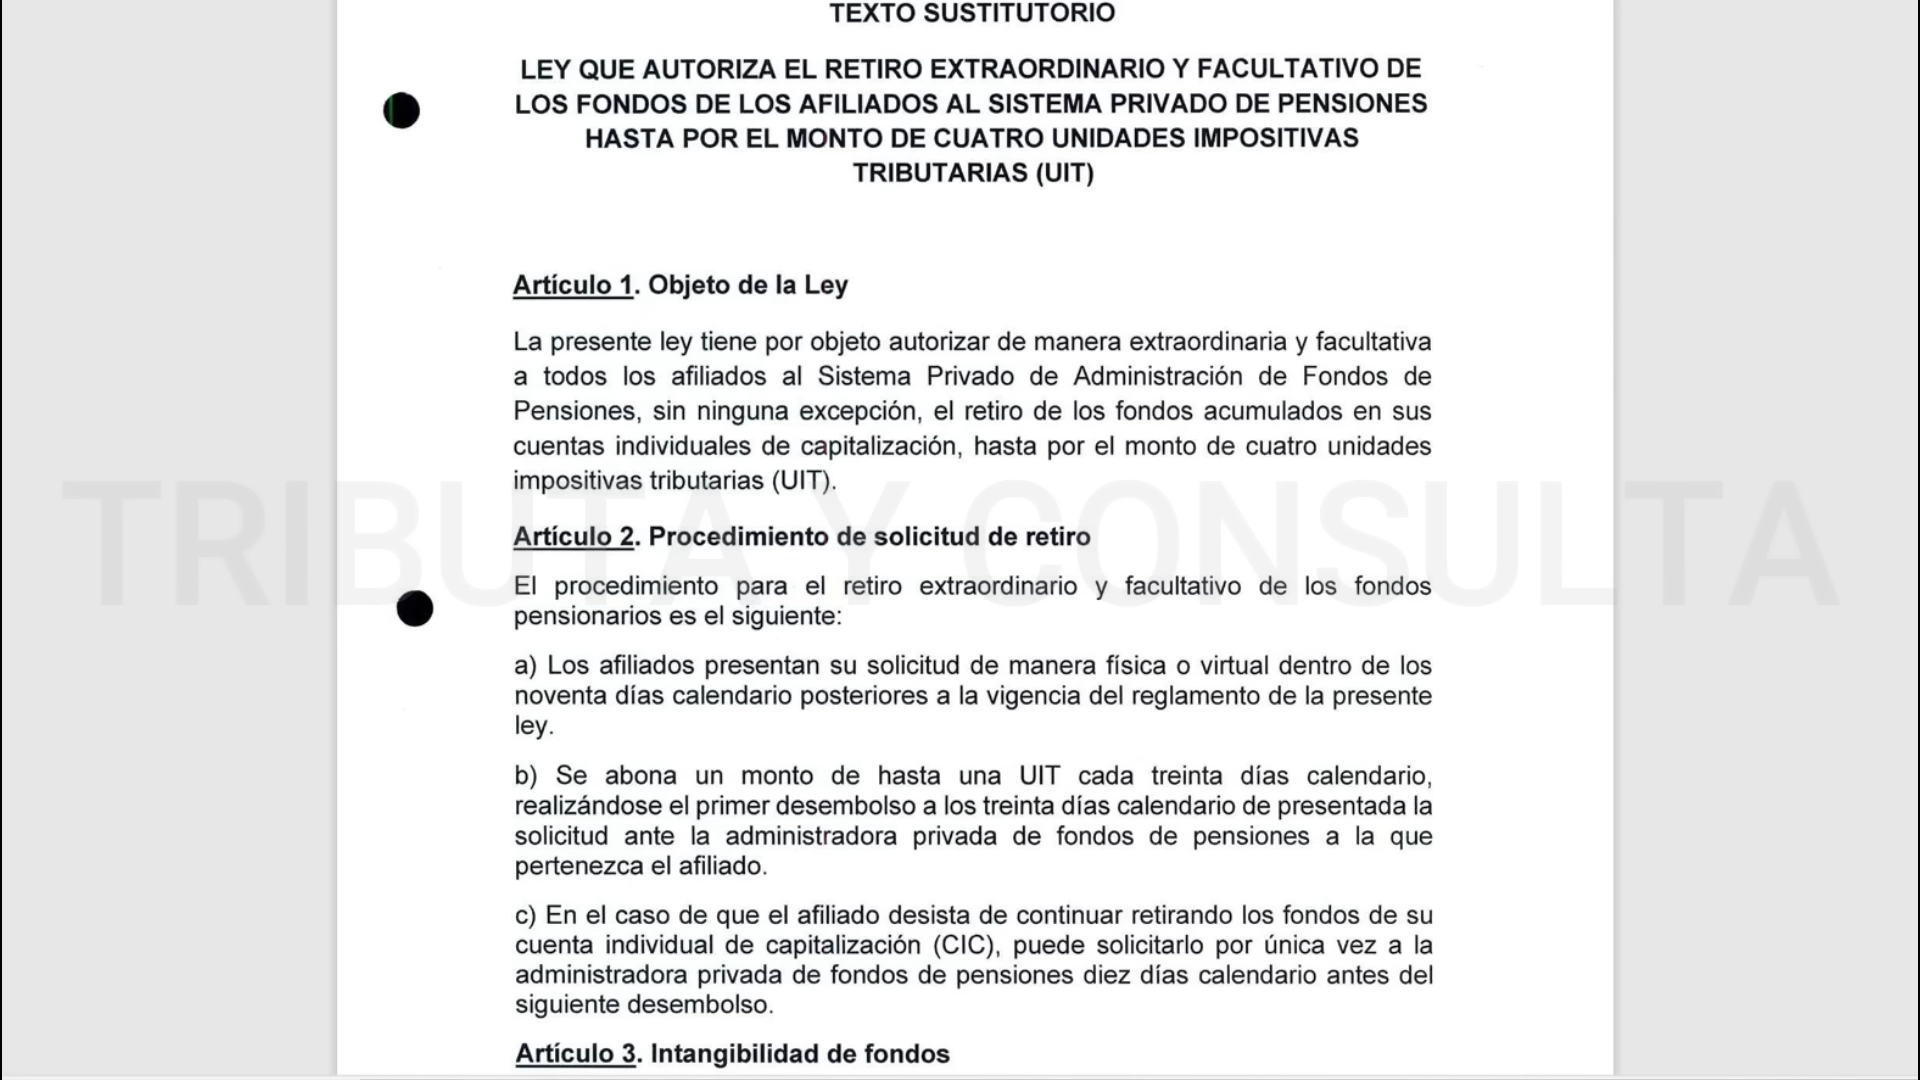 TEXTO SUSTITUTORIO
LEY QUE AUTORIZA EL RETIRO EXTRAORDINARIO Y FACULTATIVO DE
LOS FONDOS DE LOS AFILIADOS AL SISTEMA PRIVADO DE PENSIONES
HASTA POR EL MONTO DE CUATRO UNIDADES IMPOSITIVAS
TRIBUTARIAS (UIT)
Artículo 1. Objeto de la Ley
La presente ley tiene por objeto autorizar de manera extraordinaria y facultativa
a todos los afiliados al Sistema Privado de Administración de Fondos de
Pensiones, sin ninguna excepción, el retiro de los fondos acumulados en sus
cuentas individuales de capitalización, hasta por el monto de cuatro unidades
impositivas tributarias (UIT).
TRIBUTA Y CONSULTA
Artículo 2. Procedimiento de solicitud de retiro
El procedimiento para el retiro extraordinario y facultativo de los fondos
pensionarios es el siguiente:
a) Los afiliados presentan su solicitud de manera física o virtual dentro de los
noventa días calendario posteriores a la vigencia del reglamento de la presente
ley.
b) Se abona un monto de hasta una UIT cada treinta días calendario,
realizándose el primer desembolso a los treinta días calendario de presentada la
solicitud ante la administradora privada de fondos de pensiones a la que
pertenezca el afiliado.
c) En el caso de que el afiliado desista de continuar retirando los fondos de su
cuenta individual de capitalización (CIC), puede solicitarlo por única vez a la
administradora privada de fondos de pensiones diez días calendario antes del
siguiente desembolso.
Artículo 3. Intangibilidad de fondos